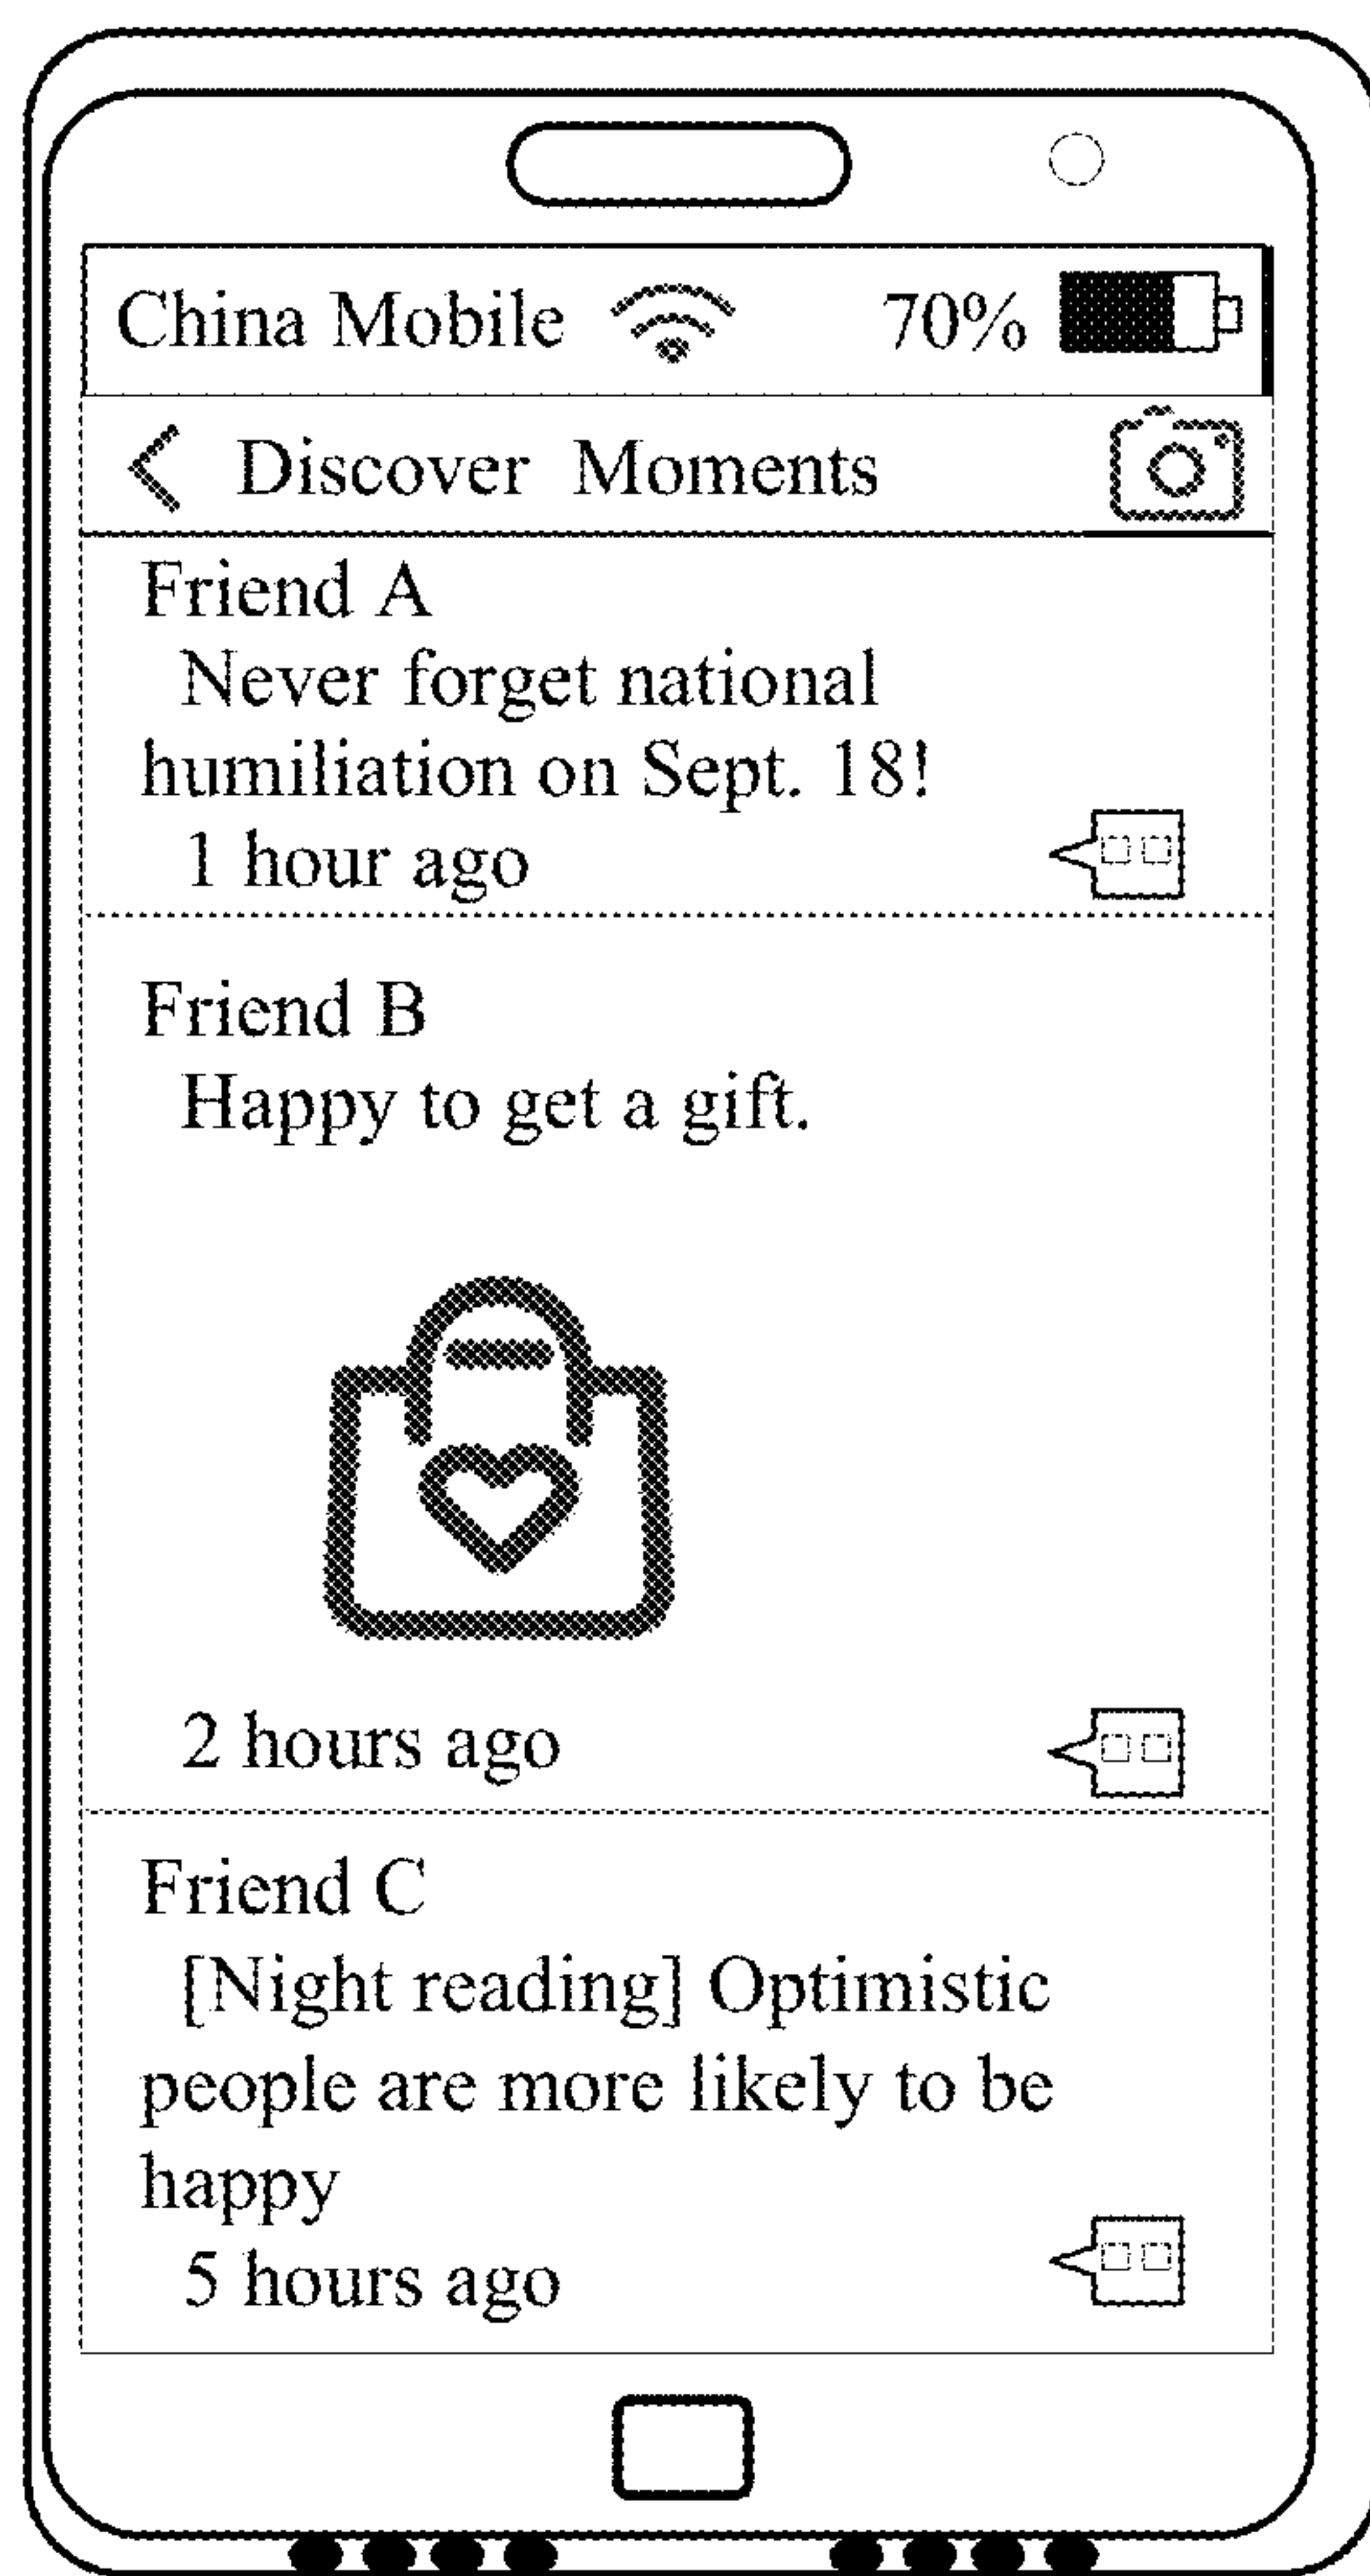 China Mobile 70%
Discover Moments
Friend A
Never forget national
humiliation on Sept. 18!
1 hour ago
Friend B
Happy to get a gift.
2 hours ago
Friend C
[Night reading] Optimistic
people are more likely to be
happy
5 hours ago